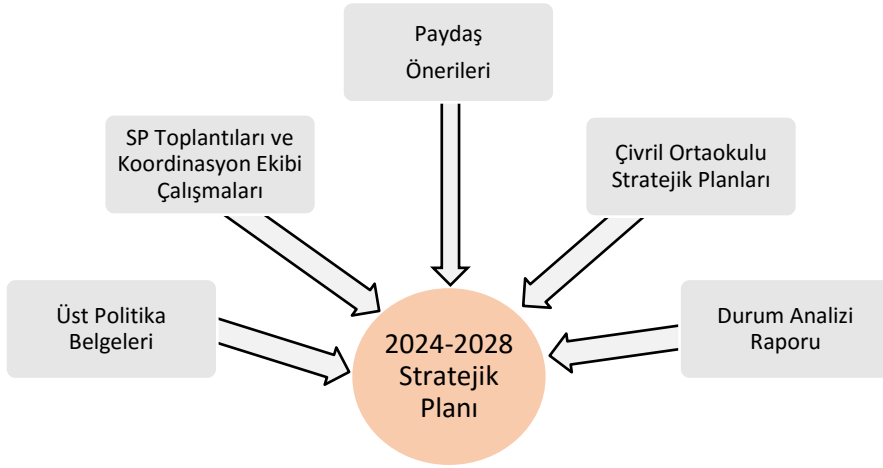 Paydaş
Önerileri
SP Toplantıları ve
Koordinasyon Ekibi
Çalışmaları
Çivril Ortaokulu
Stratejik Planları
Üst Politika
Belgeleri
Durum Analizi
Raporu
2024-2028
Stratejik
Planı